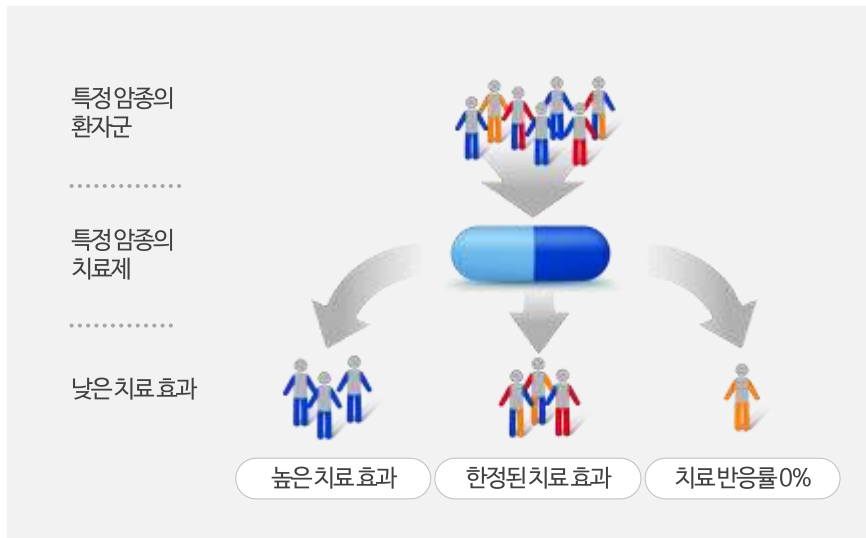 특정 암종의
환자군
특정 암종의
치료제
낮은 치료 효과
높은 치료 효과
한정된 치료 효과
치료 반응률 0%